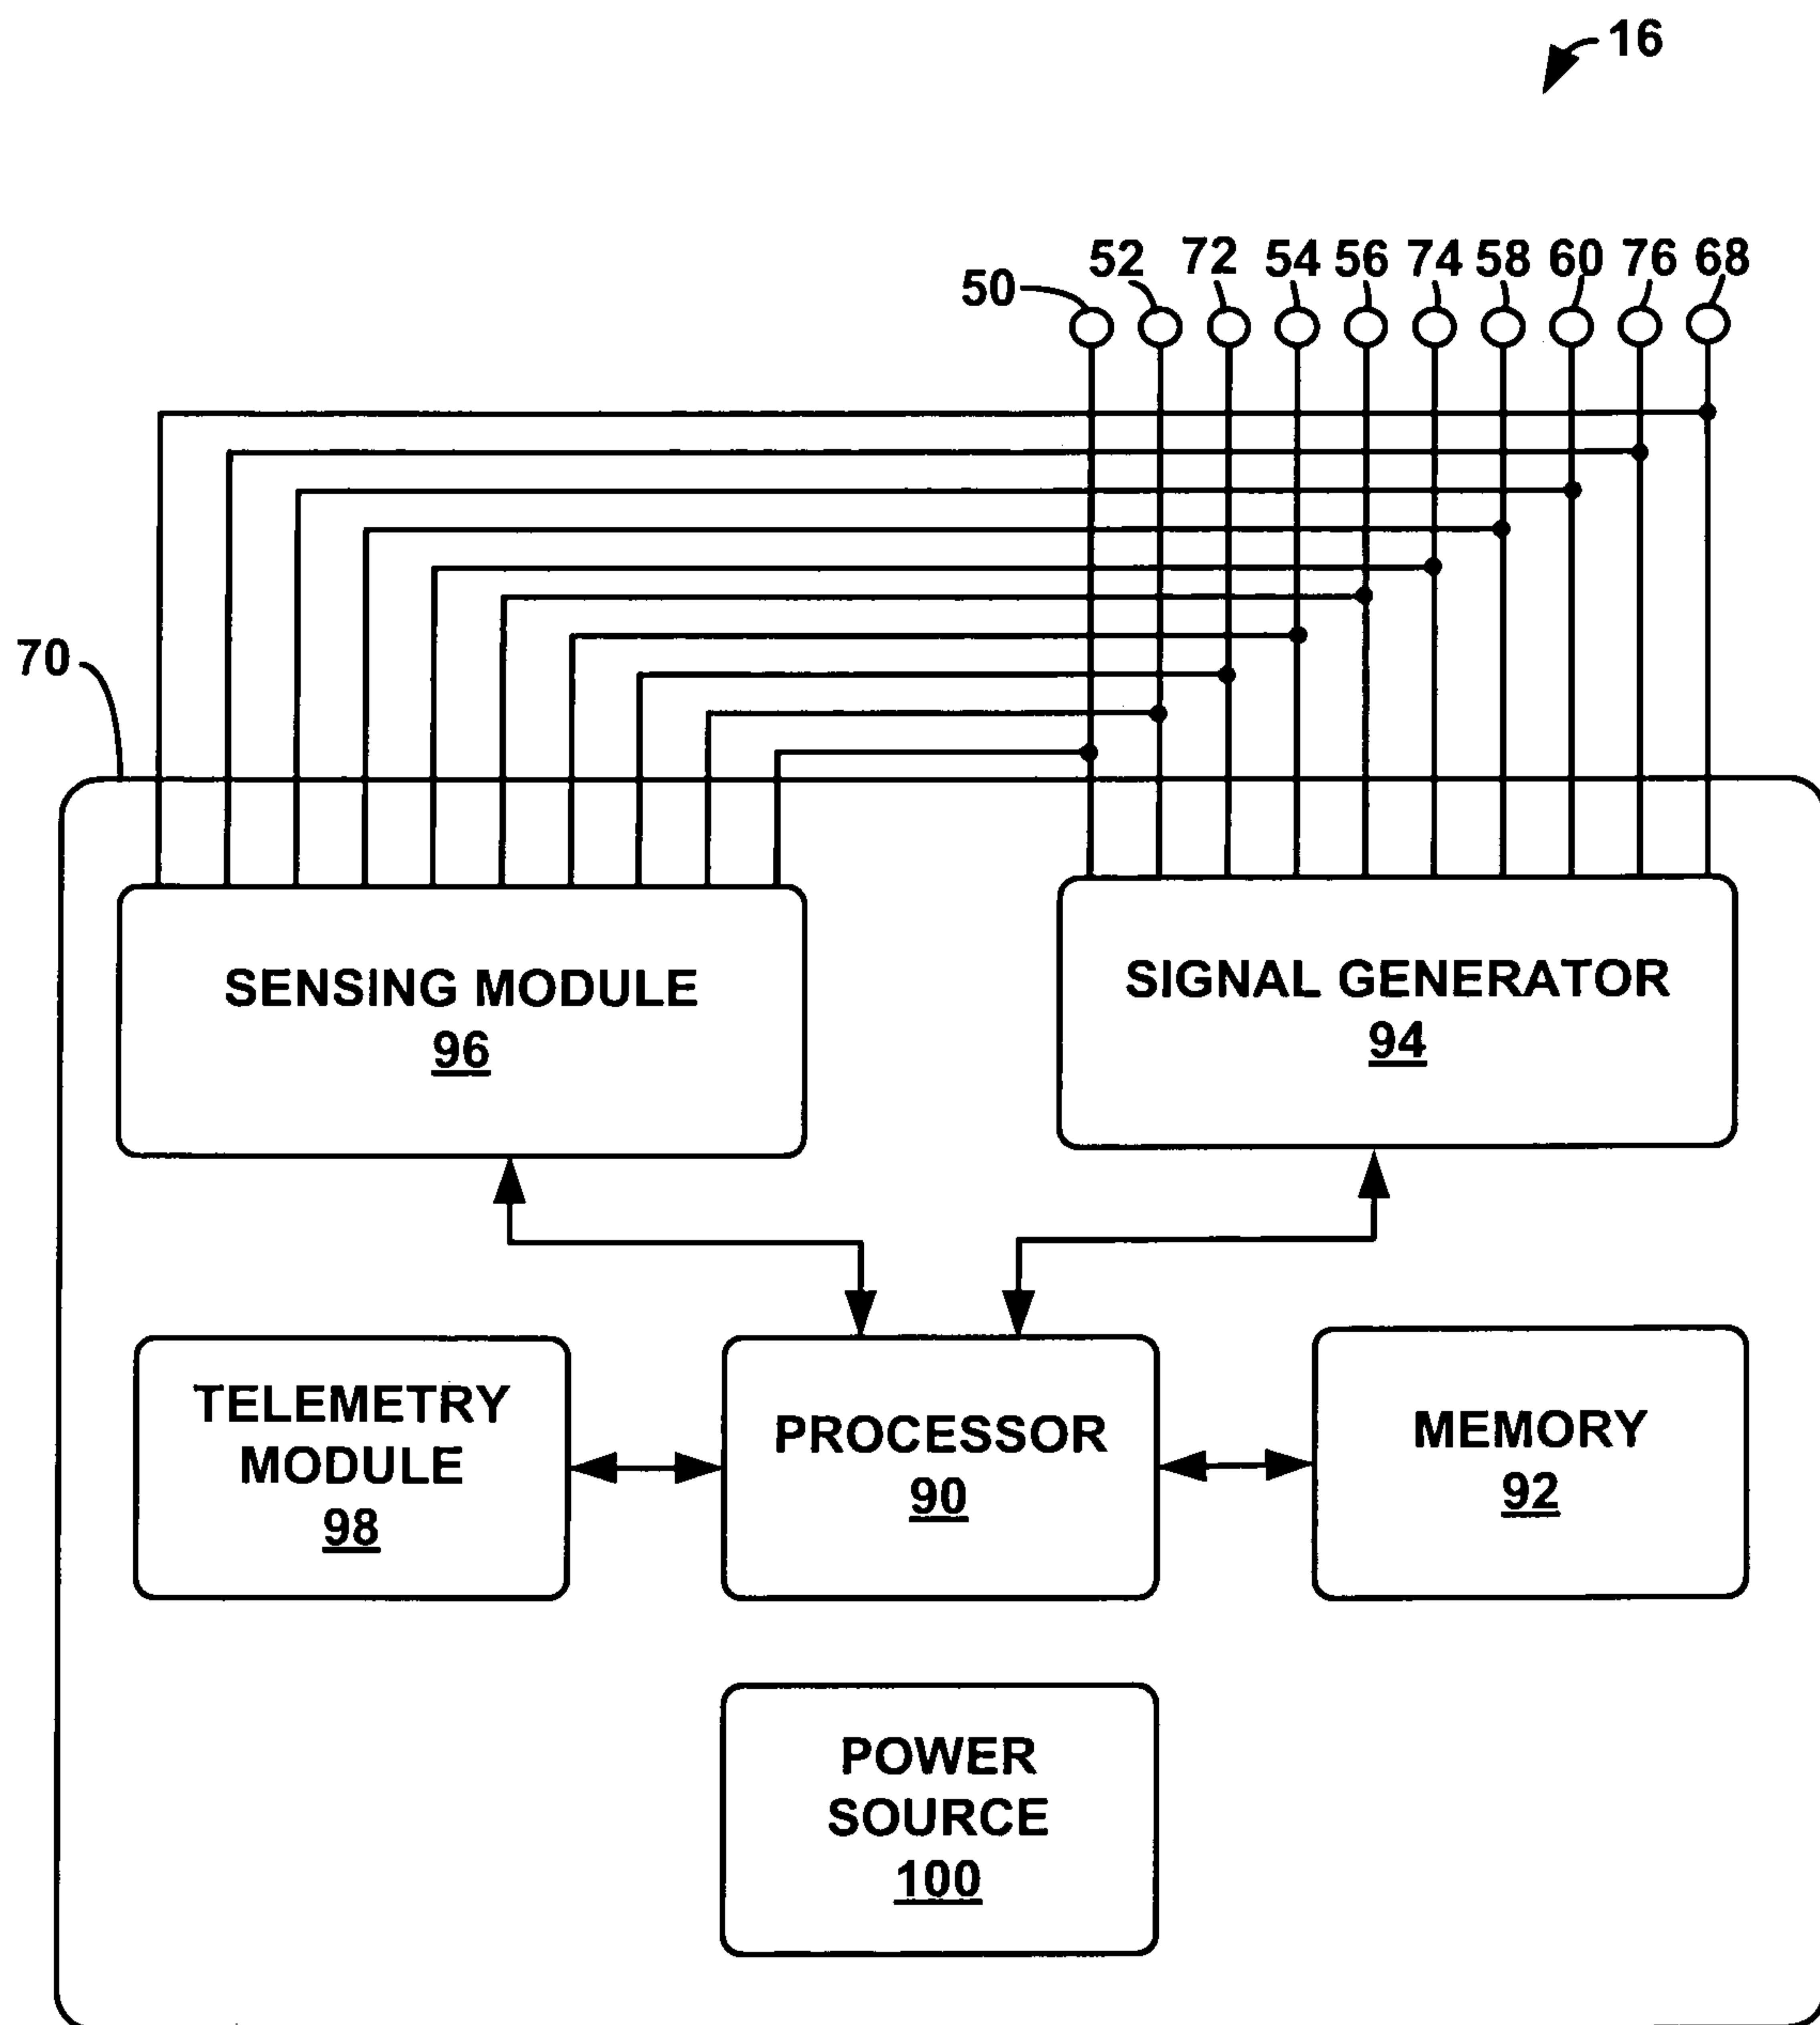 16
50 52 72 54 56 74 58 60 76 68
70
SENSING MODULE
96
SIGNAL GENERATOR
94
TELEMETRY
MODULE
98
PROCESSOR
90
MEMORY
92
POWER
SOURCE
100